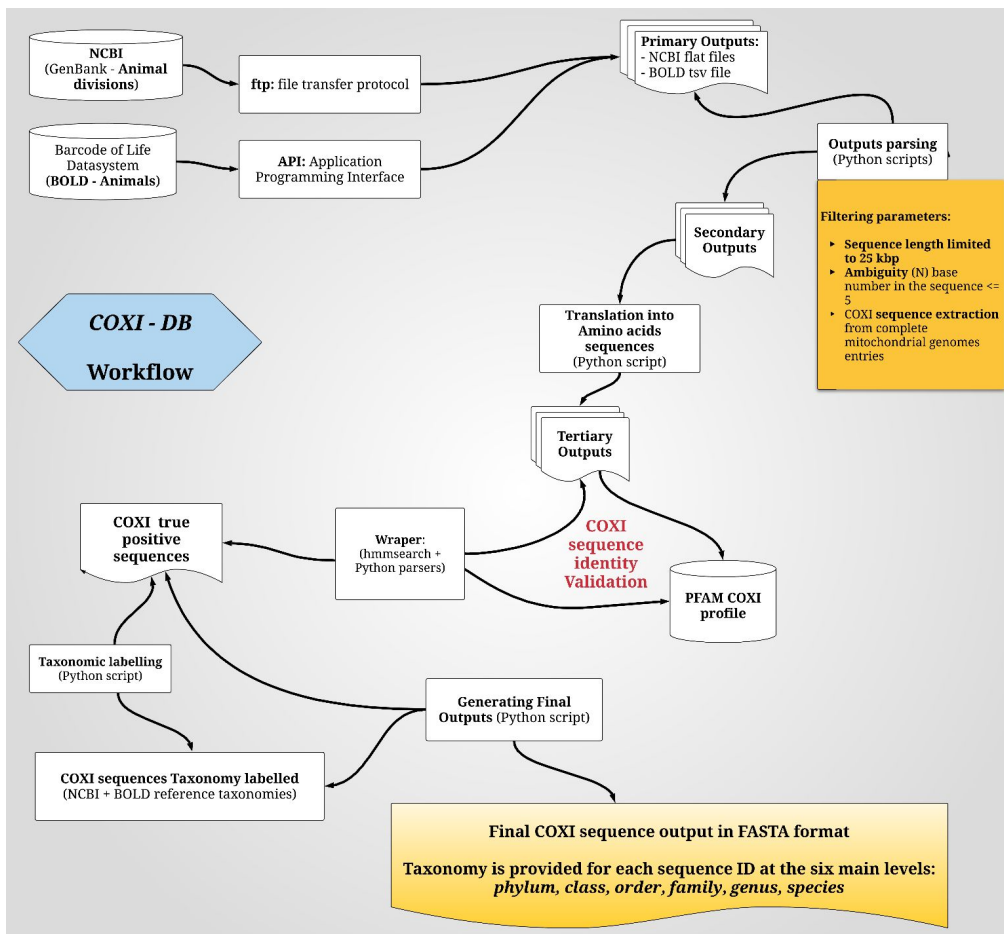 NCBI
(GenBank - Animal
divisions)
ftp: file transfer protocol
Primary Outputs:
- NCBI flat files
- BOLD tsv file
Barcode of Life
Datasystem
(BOLD - Animals)
API: Application
Programming Interface
Outputs parsing
(Python scripts)
Filtering parameters:
‣ Sequence length limited
to 25 kbp
‣ Ambiguity (N) base
number in the sequence <=
5
‣ COXI sequence extraction
from complete
mitochondrial genomes
entries
Secondary
Outputs
COXI - DB
Workflow
Translation into
Amino acids
sequences
(Python script)
Tertiary
Outputs
COXI true
positive
sequences
Wraper:
(hmmsearch +
Python parsers)
COXI
sequence
identity
Validation
PFAM COXI
profile
Taxonomic labelling
(Python script)
Generating Final
Outputs (Python script)
COXI sequences Taxonomy labelled
(NCBI + BOLD reference taxonomies)
Final COXI sequence output in FASTA format
Taxonomy is provided for each sequence ID at the six main levels:
phylum, class, order, family, genus, species